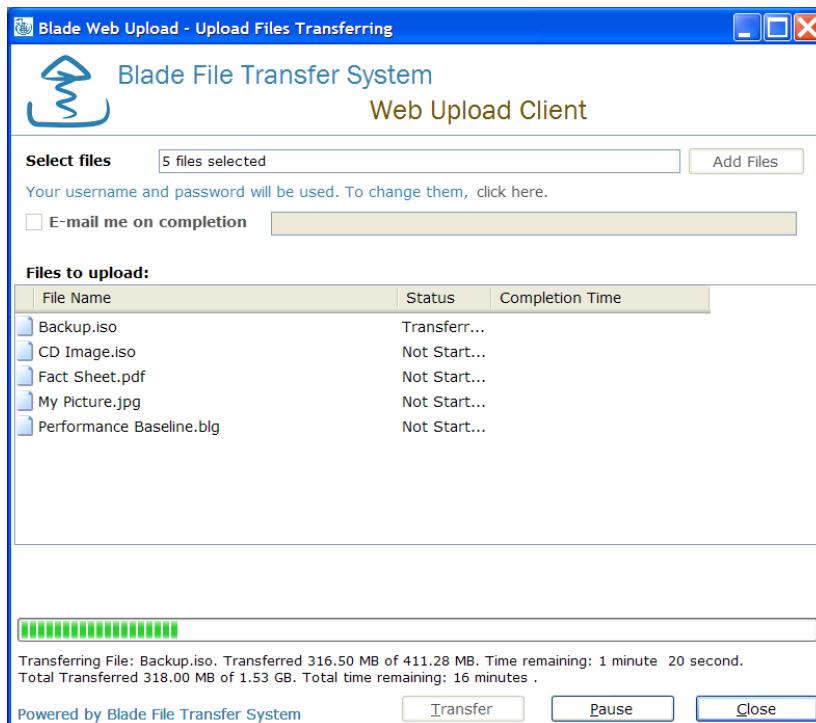 Blade Web Upload - Upload Files Transferring
Blade File Transfer System
Web Upload Client
Select files 5 files selected Add Files
Your username and password will be used. To change them, click here.
E-mail me on completion
Files to upload:
File Name Status Completion Time
Backup.iso Transferr...
CD Image.iso Not Start...
Fact Sheet.pdf Not Start...
My Picture.jpg Not Start...
Performance Baseline.blg Not Start...
Transferring File: Backup.iso. Transferred 316.50 MB of 411.28 MB. Time remaining: 1 minute 20 second.
Total Transferred 318.00 MB of 1.53 GB. Total time remaining: 16 minutes .
Powered by Blade File Transfer System Transfer Pause Close